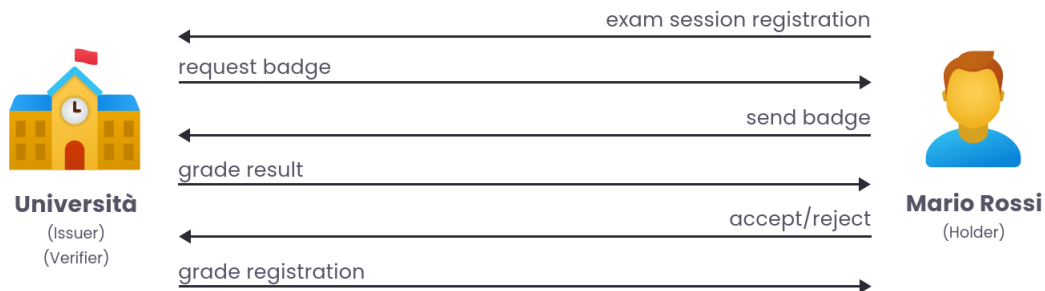 exam session registration
request badge
send badge
grade result
accept/reject
grade registration
Università
(Issuer)
(Verifier)
Mario Rossi
(Holder)